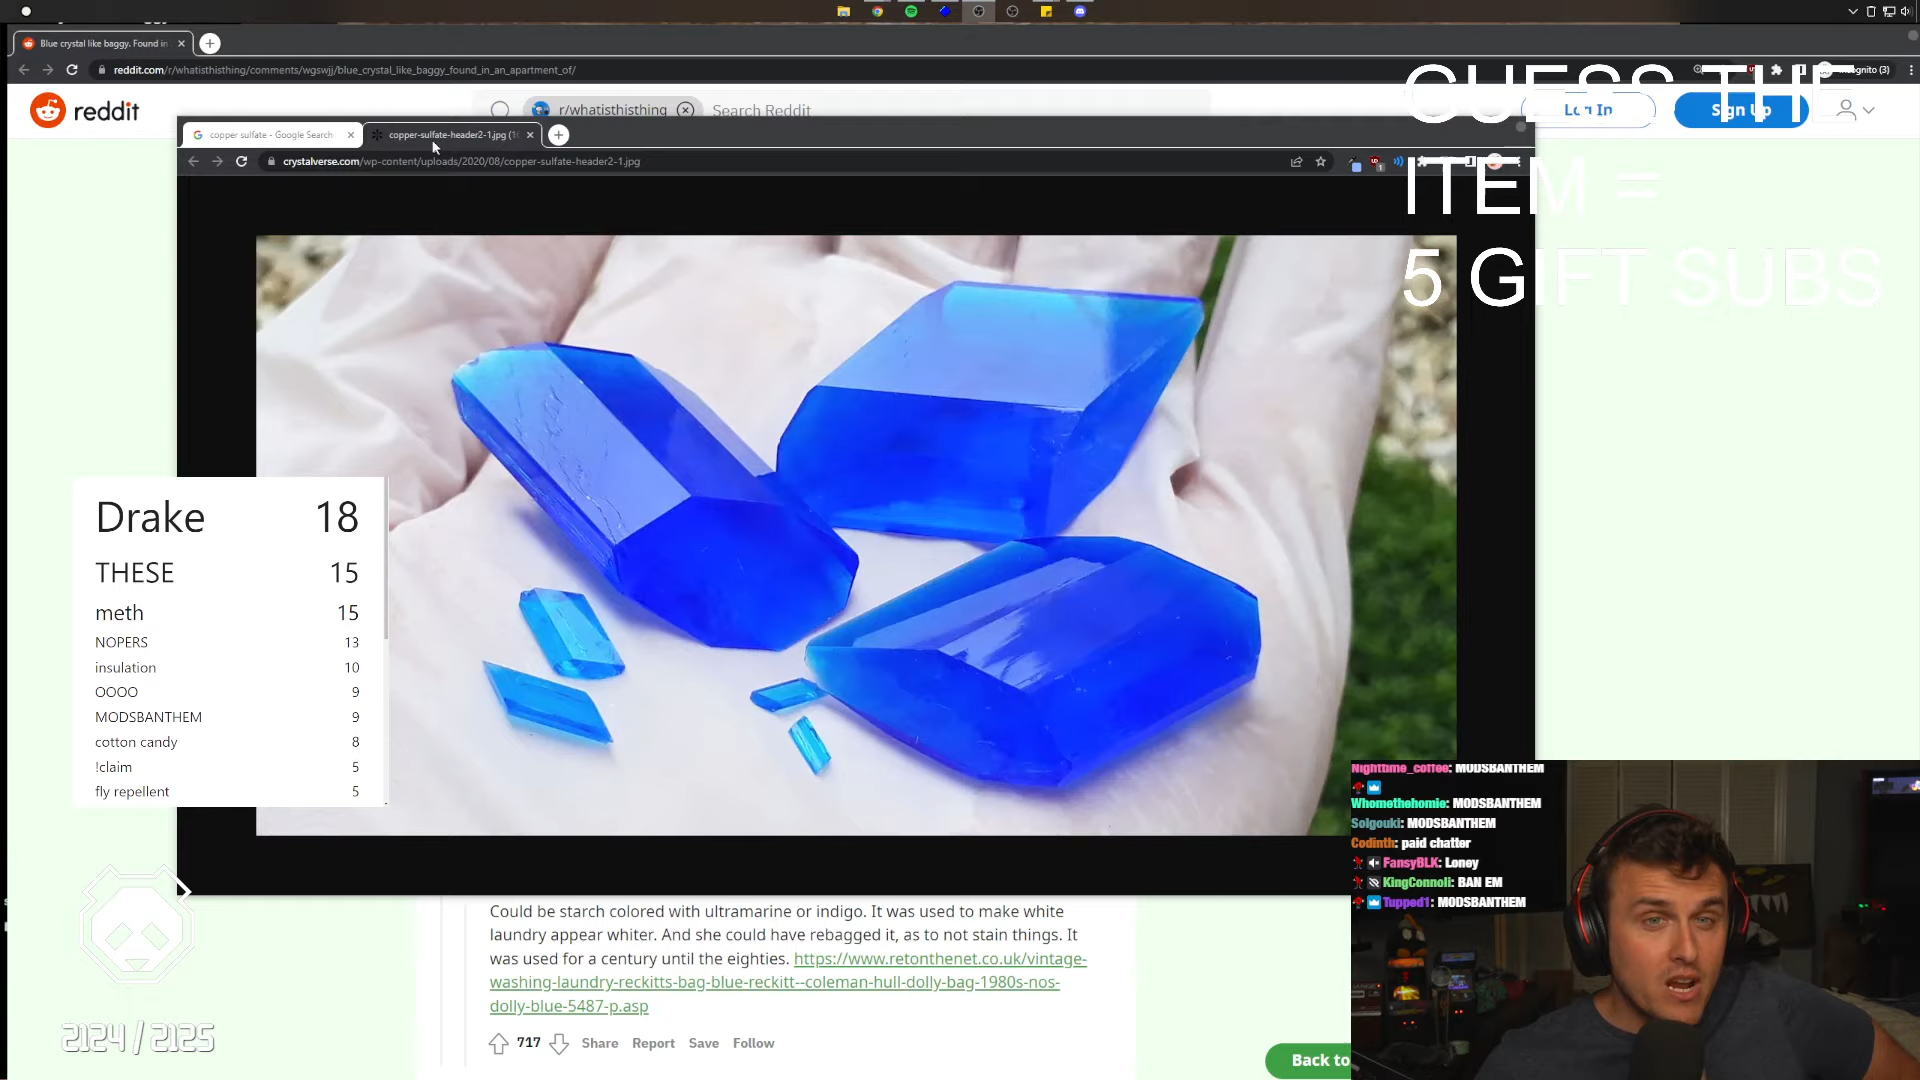 Blue crystal like baggy. Found in
reddit.com/r/whatisthisthing/comments/wgswjj/blue_crystal_like_baggy_found_in_an_apartment_of/
reddit
r/whatisthisthing
Search Reddit
Log In
Sign Up
GUESS THE
ITEM =
5 GIFT SUBS
copper sulfate - Google Search
copper-sulfate-header2-1.jpg (1
crystalverse.com/wp-content/uploads/2020/08/copper-sulfate-header2-1.jpg
Drake 18
THESE 15
meth 15
NOPERS 13
insulation 10
OOOO 9
MODSBANTHEM 9
cotton candy 8
!claim 5
fly repellent 5
2124 / 2125
Could be starch colored with ultramarine or indigo. It was used to make white
laundry appear whiter. And she could have rebagged it, as to not stain things. It
was used for a century until the eighties. https://www.retonthenet.co.uk/vintage-
washing-laundry-reckitts-bag-blue-reckitt--coleman-hull-dolly-bag-1980s-nos-
dolly-blue-5487-p.asp
717 Share Report Save Follow
Back to
Nighttime_coffee: MODSBANTHEM
Whomethehomie: MODSBANTHEM
Solgouki: MODSBANTHEM
Codinth: paid chatter
FansyBLK: Loney
KingConnoli: BAN EM
Tupped1: MODSBANTHEM